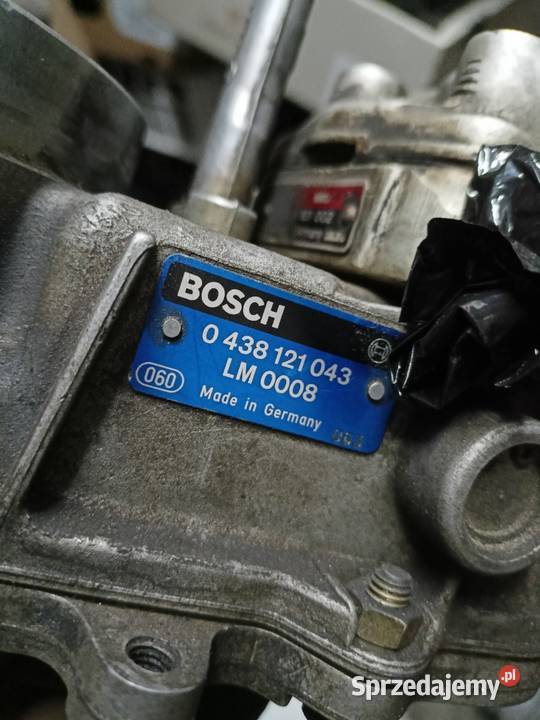 BOSCH
0 438 121 043
LM 0008
060
Made in Germany
Sprzedajemy.pl